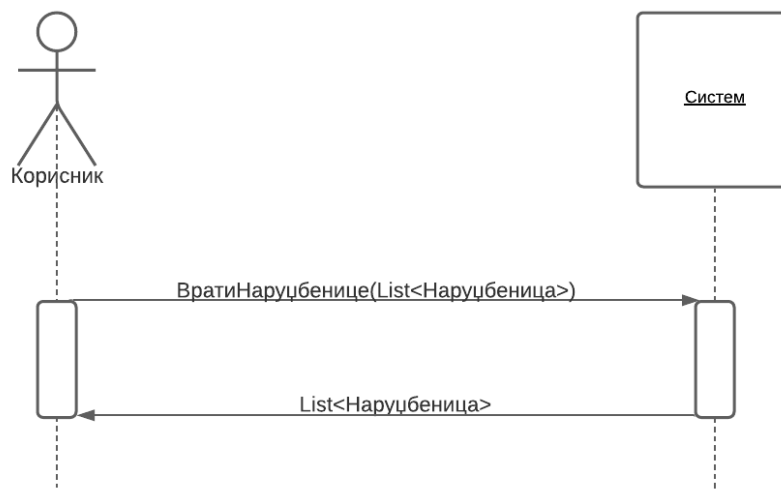 Систем
Корисник
ВратиНаруџбенице(List<Наруџбеница>)
List<Наруџбеница>